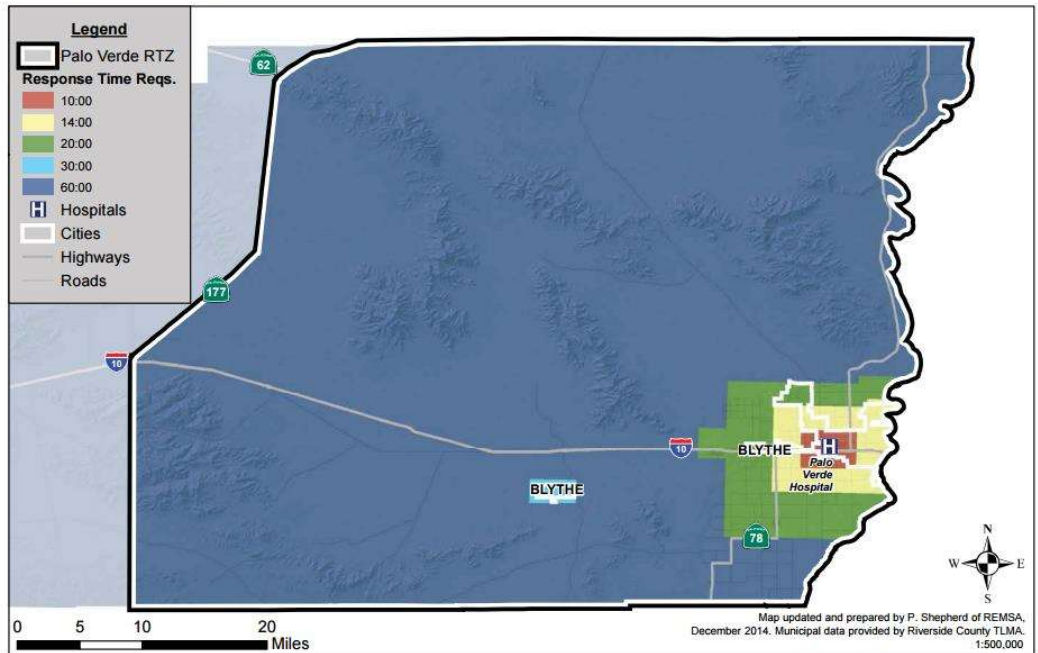 Legend
Palo Verde RTZ
Response Time Reqs.
10:00
14:00
20:00
30:00
60:00
H Hospitals
Cities
Highways
Roads
62
177
10
10
BLYTHE
H
Palo
Verde
Hospital
BLYTHE
78
N
W E
S
0 5 10 20
Miles
Map updated and prepared by P. Shepherd of REMSA,
December 2014. Municipal data provided by Riverside County TLMA.
1:500,000